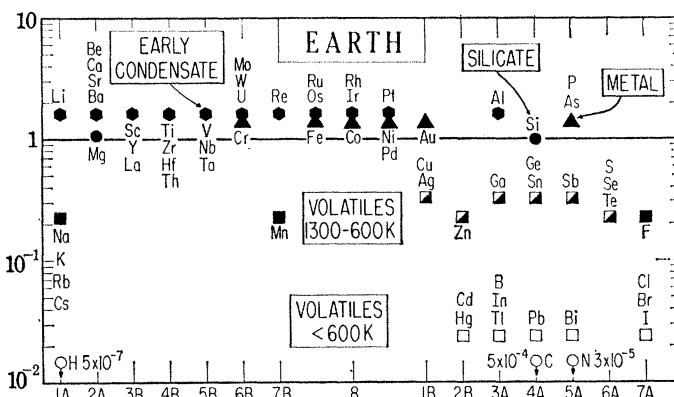 10
EARTH
EARLY
CONDENSATE
SILICATE
METAL
Be
Ca
Sr
Ba
Li
Mo
W
U
Re
Ru
Os
Rh
Ir
Pt
Al
Si
P
As
1
Mg
Sc
Y
La
Ti
Zr
Hf
Th
V
Nb
Ta
Cr
Fe
Co
Ni
Pd
Au
Cu
Ag
Ge
Sn
Ga
Sb
S
Se
Te
VOLATILES
1300-600K
Na
K
Rb
Cs
Mn
Zn
F
10⁻¹
VOLATILES
<600K
Cd
Hg
B
In
Tl
Pb
Bi
Cl
Br
I
H 5x10⁻⁷
5x10⁻⁴ C
N 3x10⁻⁵
10⁻²
1A 2A 3B 4B 5B 6B 7B 8 1B 2B 3A 4A 5A 6A 7A